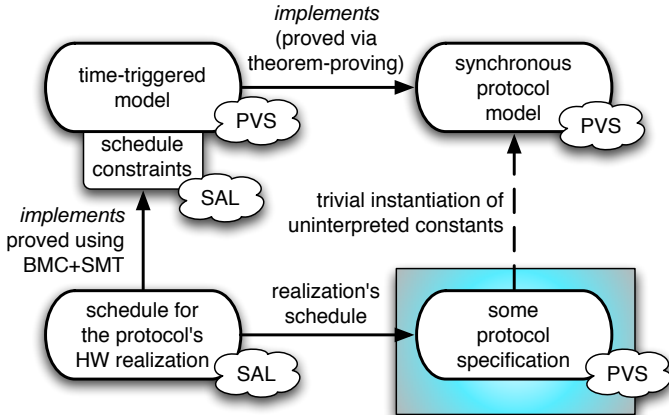 implements
(proved via
theorem-proving)
time-triggered
model
PVS
synchronous
protocol
model
PVS
schedule
constraints
SAL
implements
proved using
BMC+SMT
trivial instantiation of
uninterpreted constants
schedule for
the protocol's
HW realization
SAL
realization's
schedule
some
protocol
specification
PVS